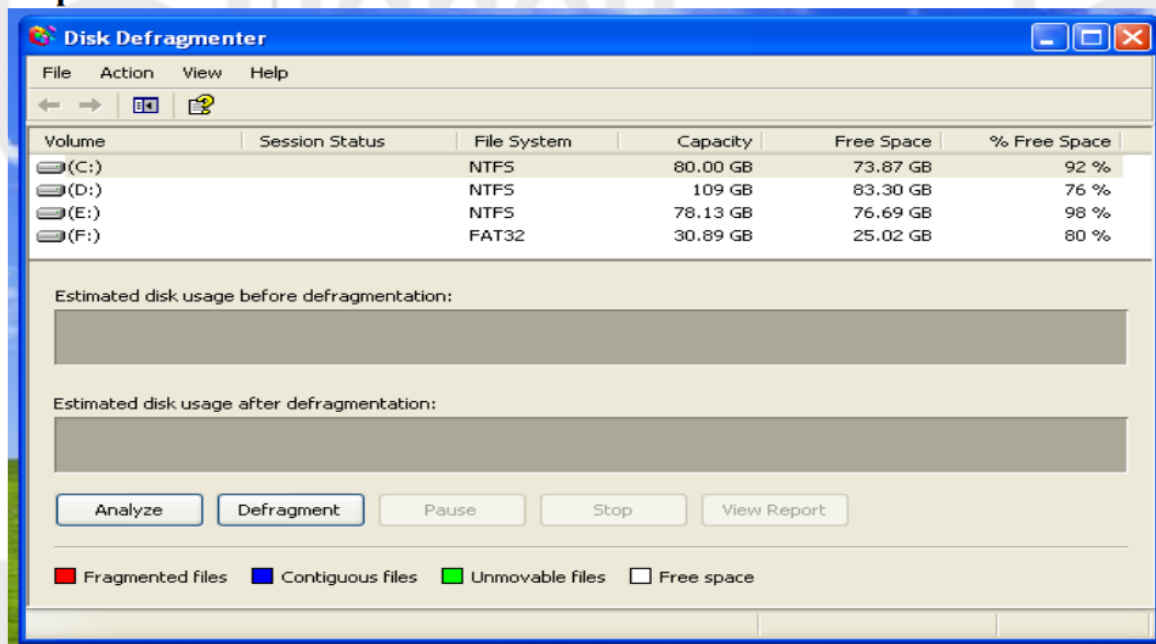 Disk Defragmenter
File Action View Help
Volume Session Status File System Capacity Free Space % Free Space
(C:) NTFS 80.00 GB 73.87 GB 92 %
(D:) NTFS 109 GB 83.30 GB 76 %
(E:) NTFS 78.13 GB 76.69 GB 98 %
(F:) FAT32 30.89 GB 25.02 GB 80 %
Estimated disk usage before defragmentation:
Estimated disk usage after defragmentation:
Analyze Defragment Pause Stop View Report
Fragmented files Contiguous files Unmovable files Free space